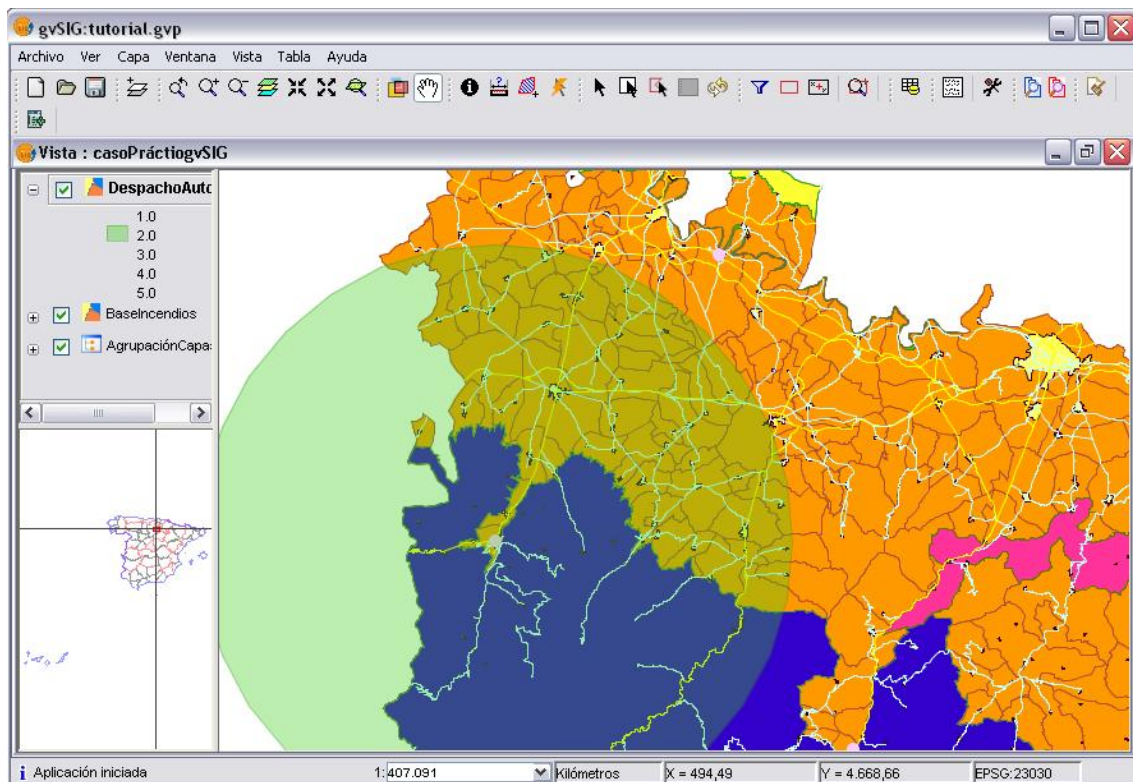 gvSIG:tutorial.gvp
Archivo Ver Capa Ventana Vista Tabla Ayuda
Vista : casoPráctiogvSIG
DespachoAuto
1.0
2.0
3.0
4.0
5.0
BaseIncendios
AgrupaciónCapa
Aplicación iniciada
1: 407.091
Kilómetros
X = 494,49
Y = 4.668,66
EPSG:23030